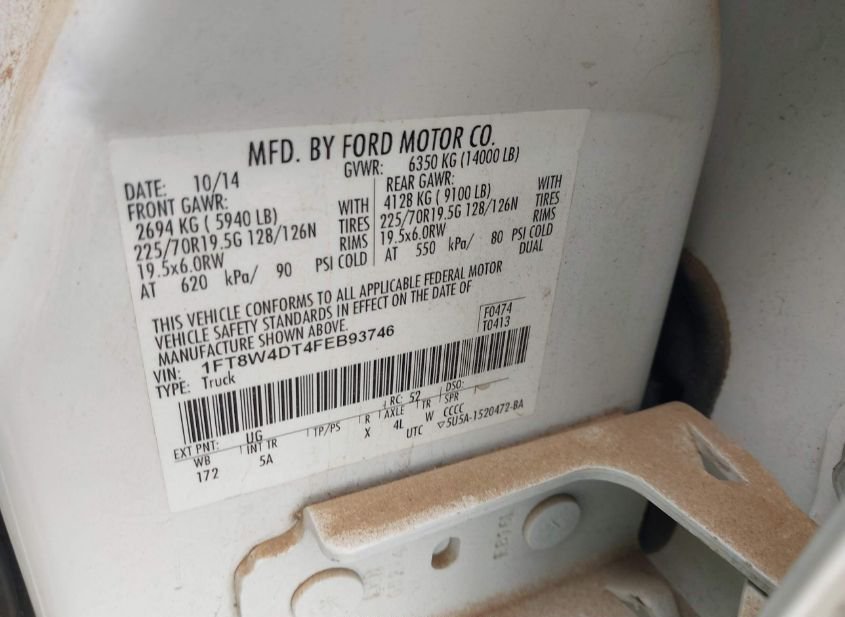 MFD. BY FORD MOTOR CO.
DATE: 10/14
GVWR: 6350 KG (14000 LB)
FRONT GAWR:
2694 KG ( 5940 LB) WITH
225/70R19.5G 128/126N TIRES
19.5x6.0RW RIMS
AT 620 kPa/ 90 PSI COLD
REAR GAWR:
4128 KG ( 9100 LB) WITH
225/70R19.5G 128/126N TIRES
19.5x6.0RW RIMS
AT 550 kPa/ 80 PSI COLD
DUAL
THIS VEHICLE CONFORMS TO ALL APPLICABLE FEDERAL MOTOR
VEHICLE SAFETY STANDARDS IN EFFECT ON THE DATE OF
MANUFACTURE SHOWN ABOVE.
F0474
T0413
VIN: 1FT8W4DT4FEB93746
TYPE: Truck
EXT PNT: UG RC: 52 DSO:
WB INT TR TP/PS R AXLE TR SPR
172 5A X 4L W CCCC
UTC ▽5U5A-1520472-BA